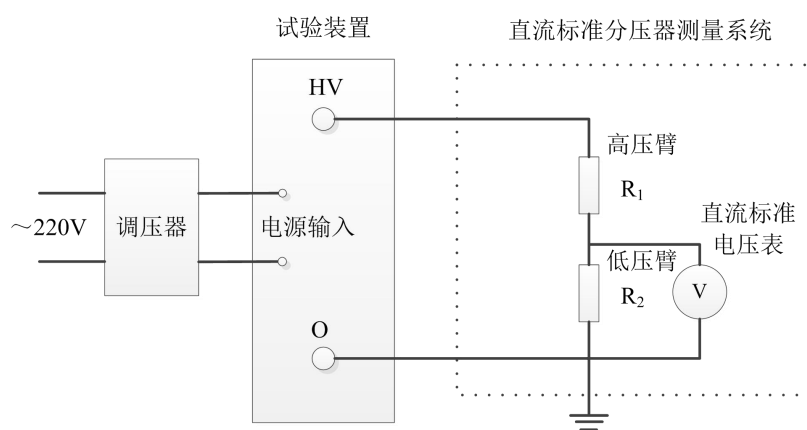 试验装置
直流标准分压器测量系统
HV
高压臂
R₁
~220V
调压器
电源输入
直流标准
电压表
低压臂
R₂
V
O